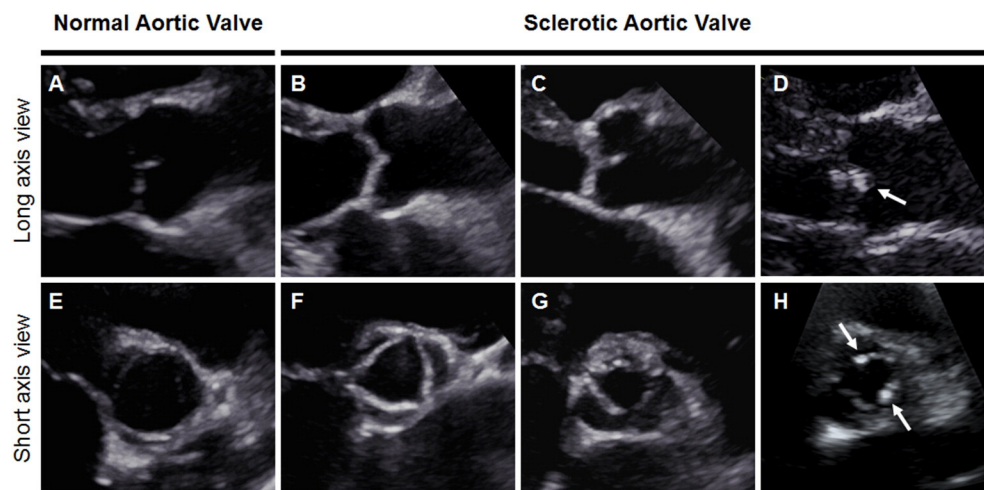 Normal Aortic Valve
Sclerotic Aortic Valve
Long axis view
A
B
C
D
Short axis view
E
F
G
H